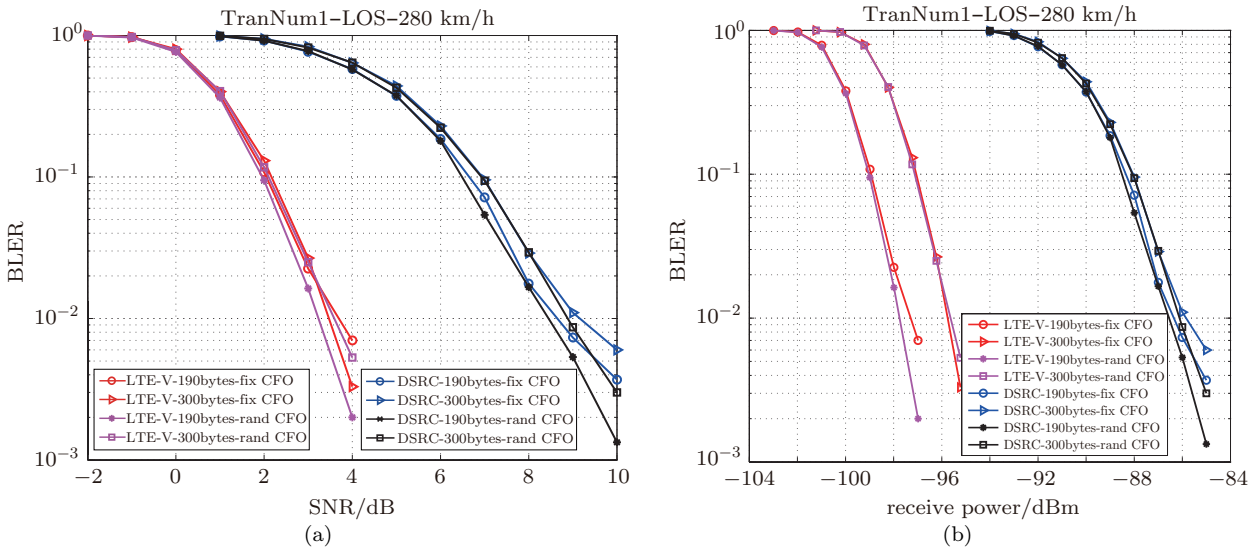 TranNum1–LOS–280 km/h
10^0
10^−1
10^−2
10^−3
BLER
−2
0
2
4
6
8
10
SNR/dB
LTE-V-190bytes-fix CFO
LTE-V-300bytes-fix CFO
LTE-V-190bytes-rand CFO
LTE-V-300bytes-rand CFO
DSRC-190bytes-fix CFO
DSRC-300bytes-fix CFO
DSRC-190bytes-rand CFO
DSRC-300bytes-rand CFO
(a)
TranNum1–LOS–280 km/h
10^0
10^−1
10^−2
10^−3
BLER
−104
−100
−96
−92
−88
−84
receive power/dBm
LTE-V-190bytes-fix CFO
LTE-V-300bytes-fix CFO
LTE-V-190bytes-rand CFO
LTE-V-300bytes-rand CFO
DSRC-190bytes-fix CFO
DSRC-300bytes-fix CFO
DSRC-190bytes-rand CFO
DSRC-300bytes-rand CFO
(b)